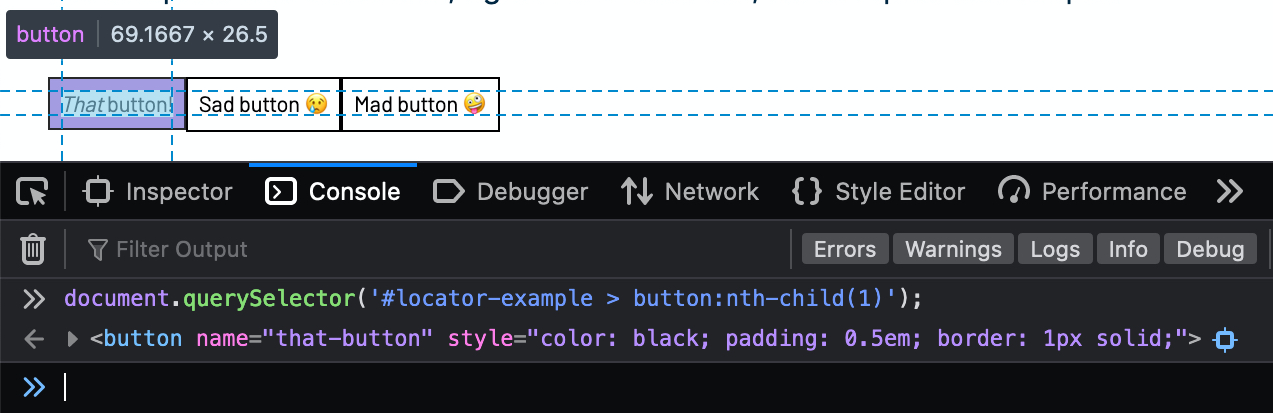 button | 69.1667 × 26.5
That button! Sad button 😢 Mad button 🤪
Inspector Console Debugger Network {} Style Editor Performance
Filter Output Errors Warnings Logs Info Debug
document.querySelector('#locator-example > button:nth-child(1)');
<button name="that-button" style="color: black; padding: 0.5em; border: 1px solid;">